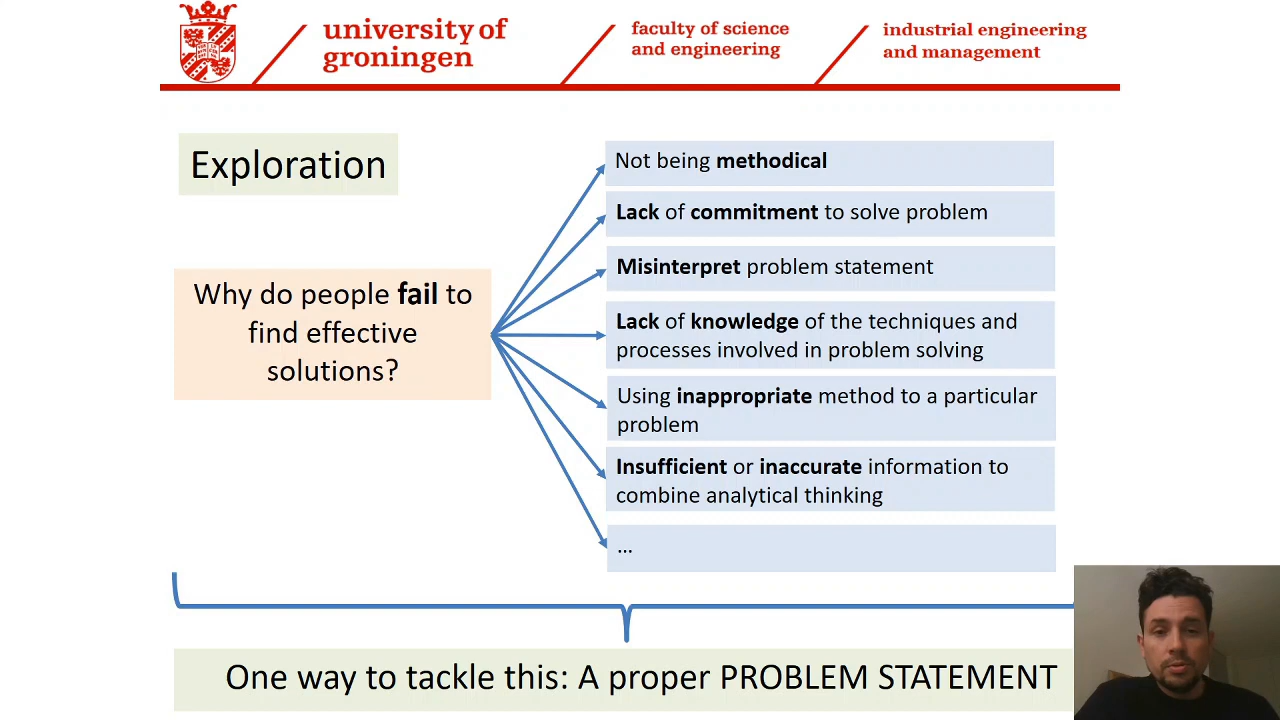 university of
groningen
faculty of science
and engineering
industrial engineering
and management
Exploration
Why do people fail to
find effective
solutions?
Not being methodical
Lack of commitment to solve problem
Misinterpret problem statement
Lack of knowledge of the techniques and
processes involved in problem solving
Using inappropriate method to a particular
problem
Insufficient or inaccurate information to
combine analytical thinking
...
One way to tackle this: A proper PROBLEM STATEMENT